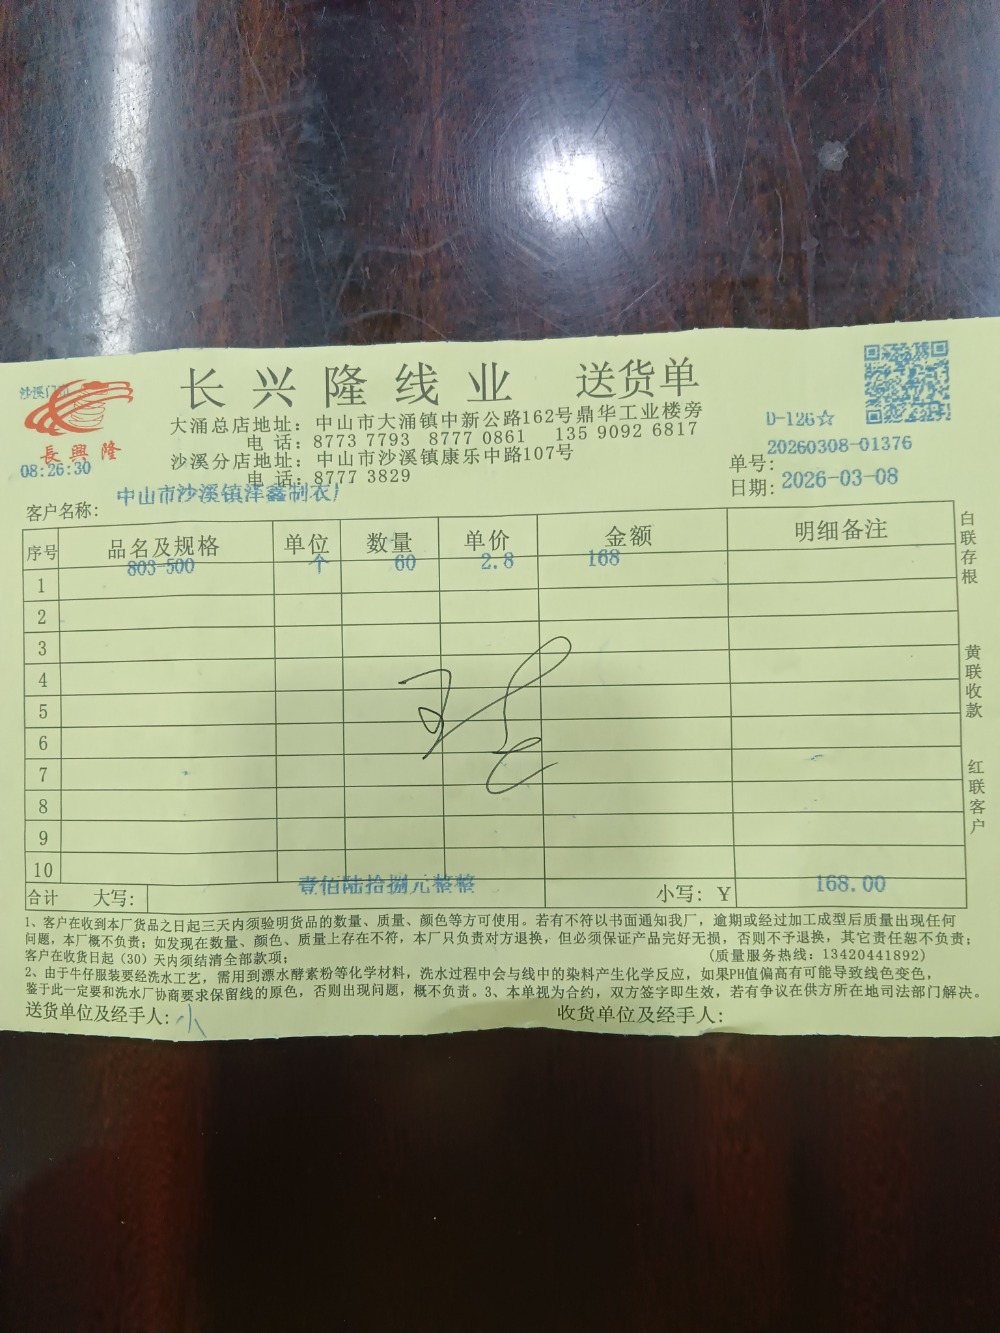 沙溪
長興隆
08:26:30
长兴隆线业 送货单
大涌总店地址：中山市大涌镇中新公路162号鼎华工业楼旁
电话：8773 7793 8777 0861 135 9092 6817
沙溪分店地址：中山市沙溪镇康乐中路107号
电话：8777 3829
D-126☆
单号：20260308-01376
日期：2026-03-08
客户名称：中山市沙溪镇洋鑫制衣厂
序号 品名及规格 单位 数量 单价 金额 明细备注
1 803-500 个 60 2.8 168
2
3
4
5
6
7
8
9
10
合计 大写：壹佰陆拾捌元整整 小写：Y 168.00
白联存根
黄联收款
红联客户
1、客户在收到本厂货品之日起三天内须验明货品的数量、质量、颜色等方可使用。若有不符以书面通知我厂，逾期或经过加工成型后质量出现任何
问题，本厂概不负责；如发现在数量、颜色、质量上存在不符，本厂只负责对方退换，但必须保证产品完好无损，否则不予退换，其它责任恕不负责；
客户在收货日起（30）天内须结清全部款项； （质量服务热线：13420441892）
2、由于牛仔服装要经洗水工艺，需用到漂水酵素粉等化学材料，洗水过程中会与线中的染料产生化学反应，如果PH值偏高有可能导致线色变色，
鉴于此一定要和洗水厂协商要求保留线的原色，否则出现问题，概不负责。3、本单视为合约，双方签字即生效，若有争议在供方所在地司法部门解决。
送货单位及经手人：小 收货单位及经手人：